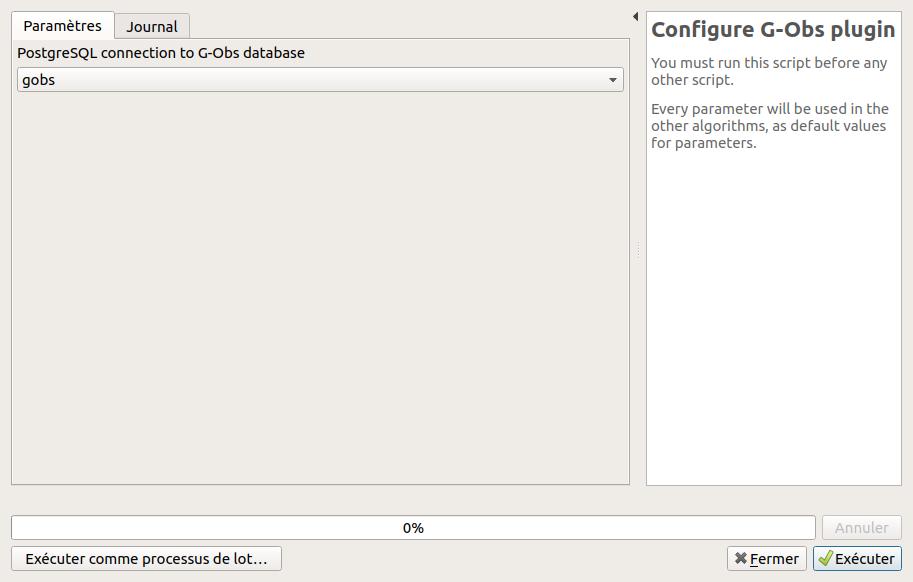 Paramètres
Journal
PostgreSQL connection to G-Obs database
gobs
Configure G-Obs plugin
You must run this script before any
other script.
Every parameter will be used in the
other algorithms, as default values
for parameters.
0%
Annuler
Exécuter comme processus de lot…
Fermer
Exécuter